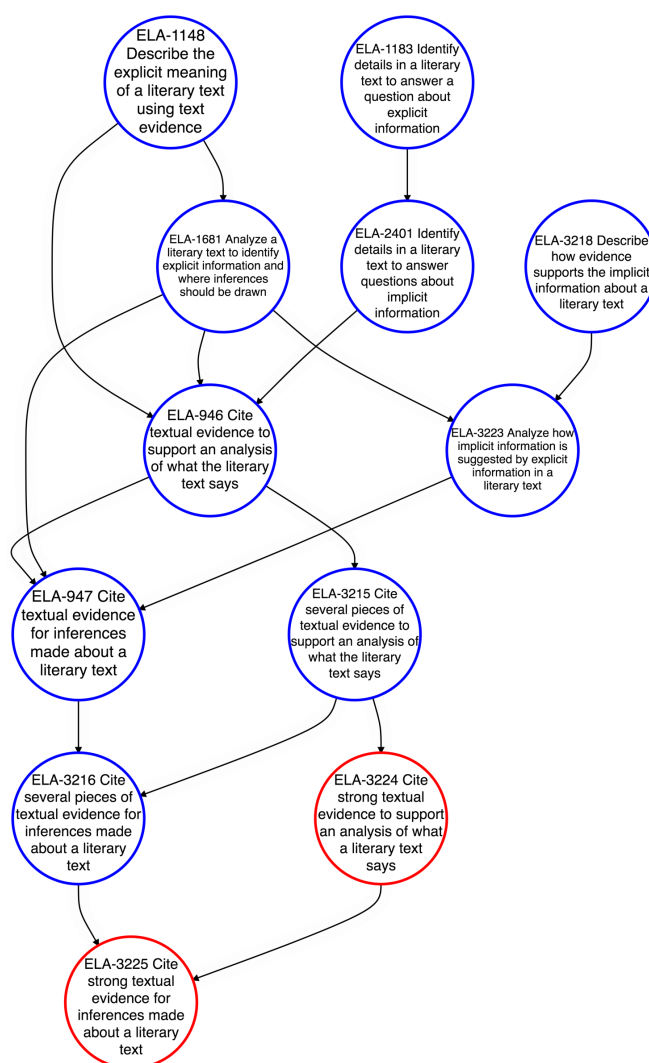 ELA-1148
Describe the
explicit meaning
of a literary text
using text
evidence
ELA-1183 Identify
details in a literary
text to answer a
question about
explicit
information
ELA-1681 Analyze a
literary text to identify
explicit information and
where inferences
should be drawn
ELA-2401 Identify
details in a literary
text to answer
questions about
implicit
information
ELA-3218 Describe
how evidence
supports the implicit
information about a
literary text
ELA-946 Cite
textual evidence to
support an analysis
of what the literary
text says
ELA-3223 Analyze how
implicit information is
suggested by explicit
information in a
literary text
ELA-947 Cite
textual evidence
for inferences
made about a
literary text
ELA-3215 Cite
several pieces of
textual evidence to
support an analysis of
what the literary
text says
ELA-3216 Cite
several pieces of
textual evidence for
inferences made
about a literary
text
ELA-3224 Cite
strong textual
evidence to support
an analysis of what
a literary text
says
ELA-3225 Cite
strong textual
evidence for
inferences made
about a literary
text